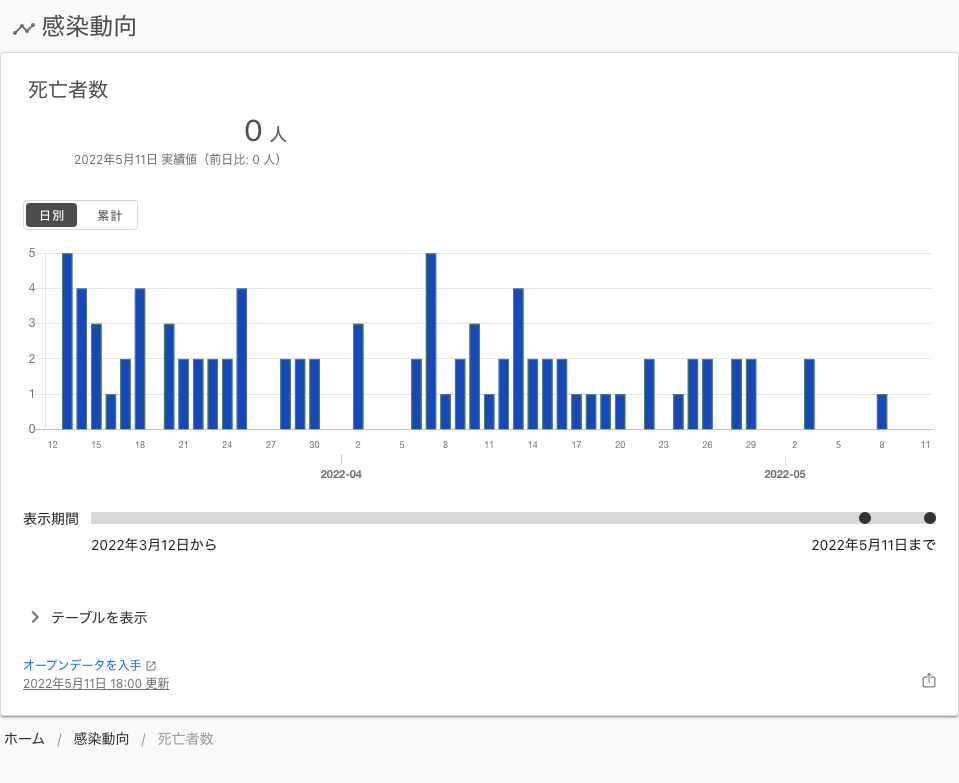 感染動向
死亡者数
0 人
2022年5月11日 実績値（前日比: 0 人）
日別 累計
5
4
3
2
1
0
12 15 18 21 24 27 30 2 5 8 11 14 17 20 23 26 29 2 5 8 11
2022-04 2022-05
表示期間
2022年3月12日から 2022年5月11日まで
テーブルを表示
オープンデータを入手
2022年5月11日 18:00 更新
ホーム / 感染動向 / 死亡者数